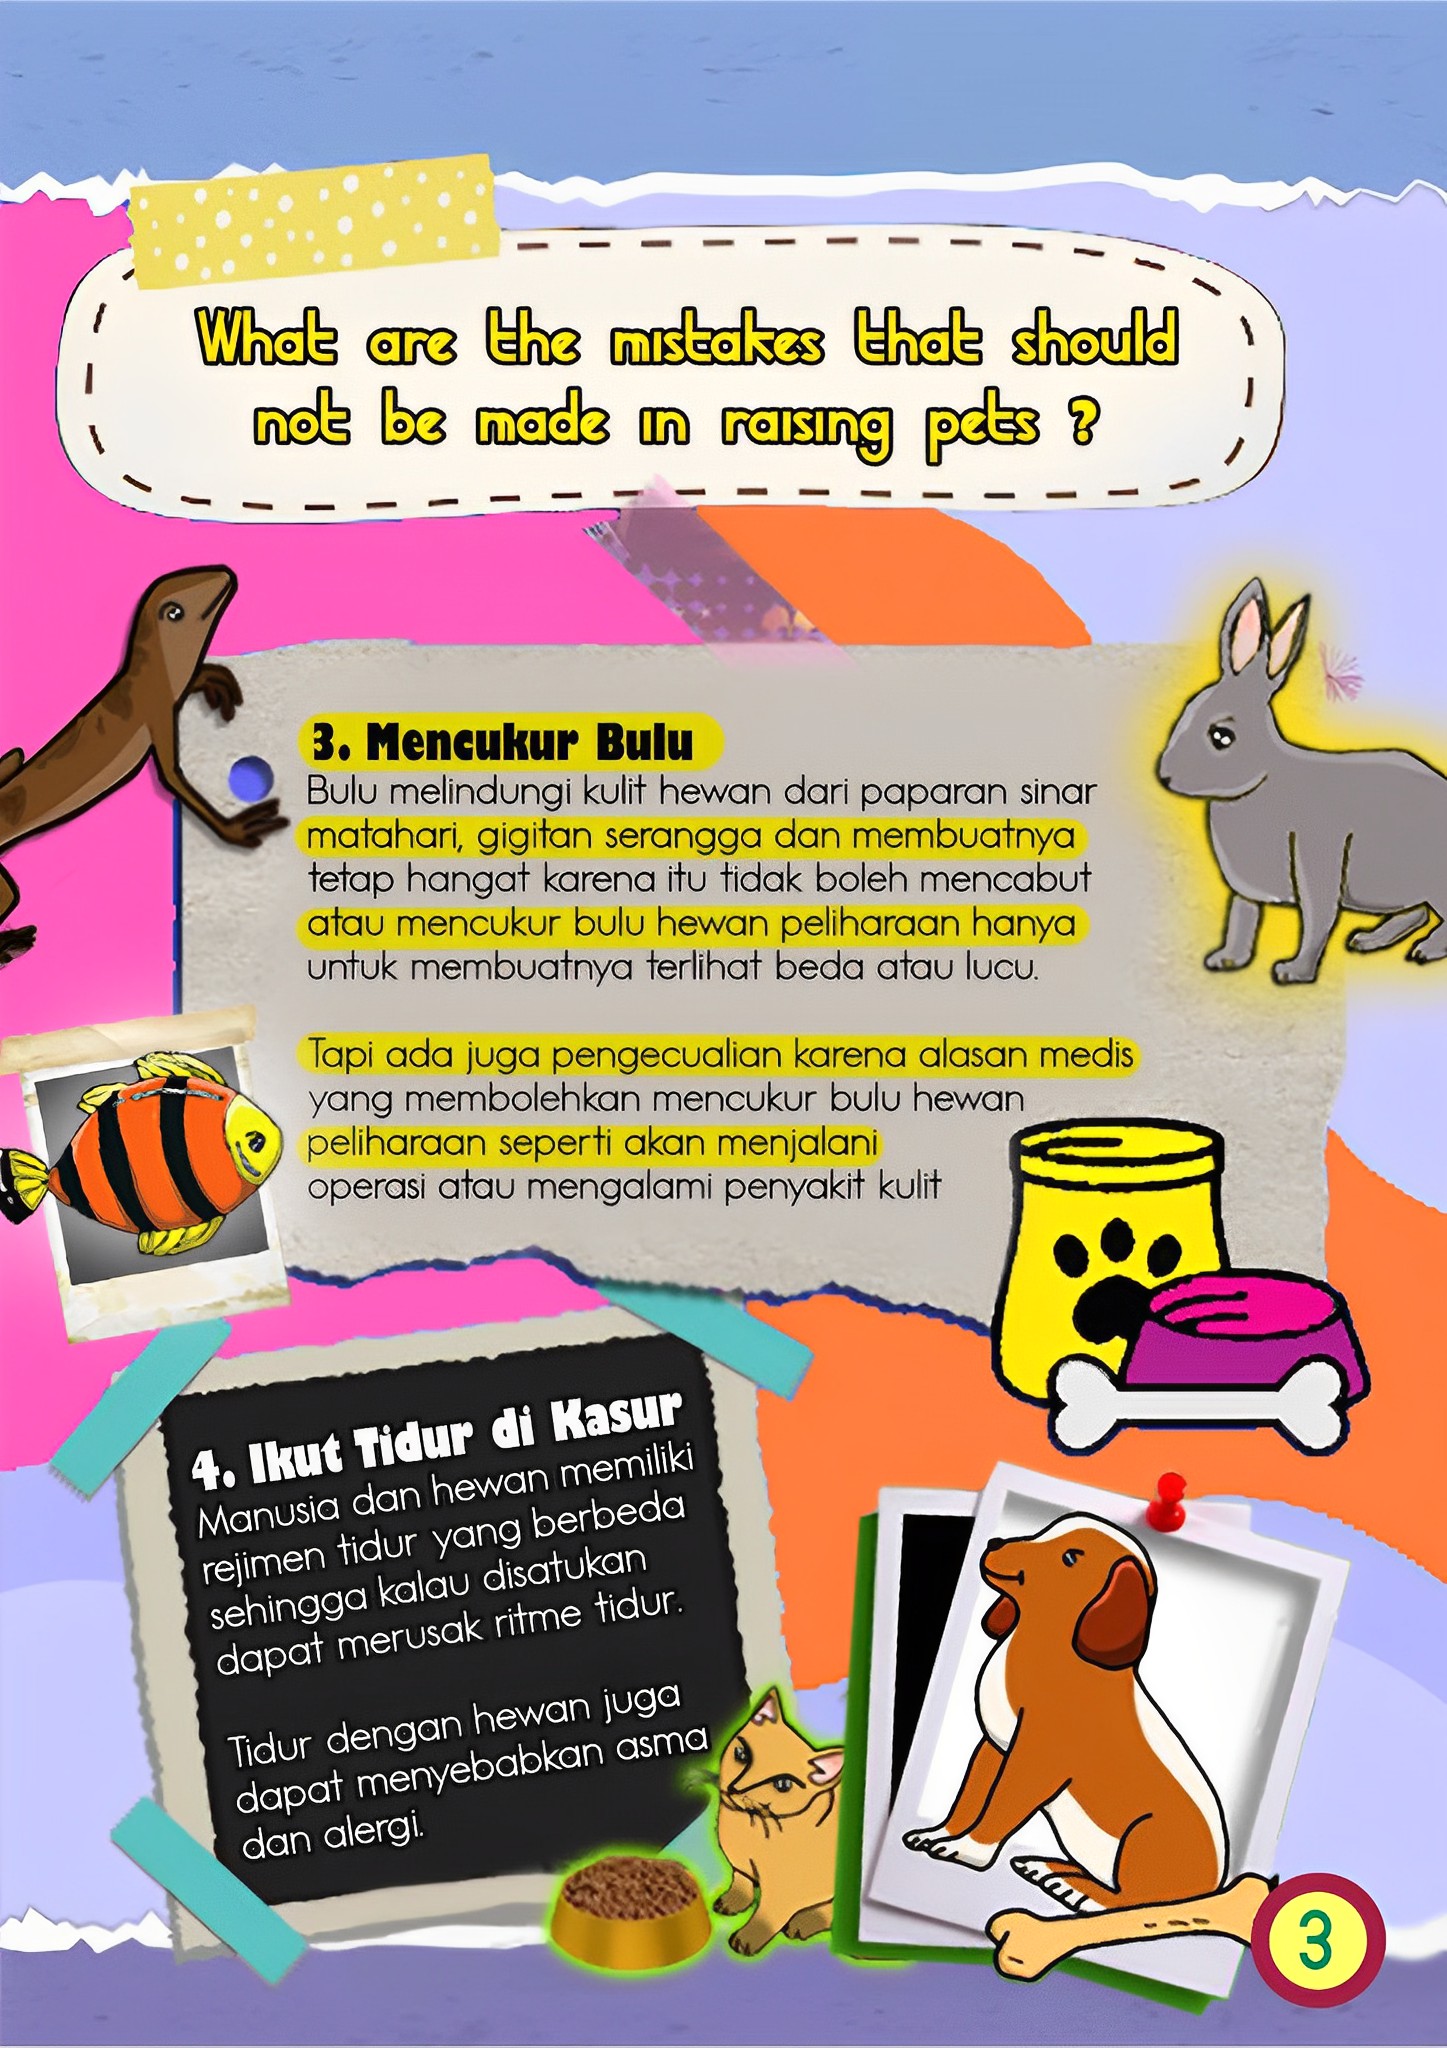 What are the mistakes that should
not be made in raising pets ?
3. Mencukur Bulu
Bulu melindungi kulit hewan dari paparan sinar
matahari, gigitan serangga dan membuatnya
tetap hangat karena itu tidak boleh mencabut
atau mencukur bulu hewan peliharaan hanya
untuk membuatnya terlihat beda atau lucu.
Tapi ada juga pengecualian karena alasan medis
yang membolehkan mencukur bulu hewan
peliharaan seperti akan menjalani
operasi atau mengalami penyakit kulit
4. Ikut Tidur di Kasur
Manusia dan hewan memiliki
rejimen tidur yang berbeda
sehingga kalau disatukan
dapat merusak ritme tidur.
Tidur dengan hewan juga
dapat menyebabkan asma
dan alergi.
3